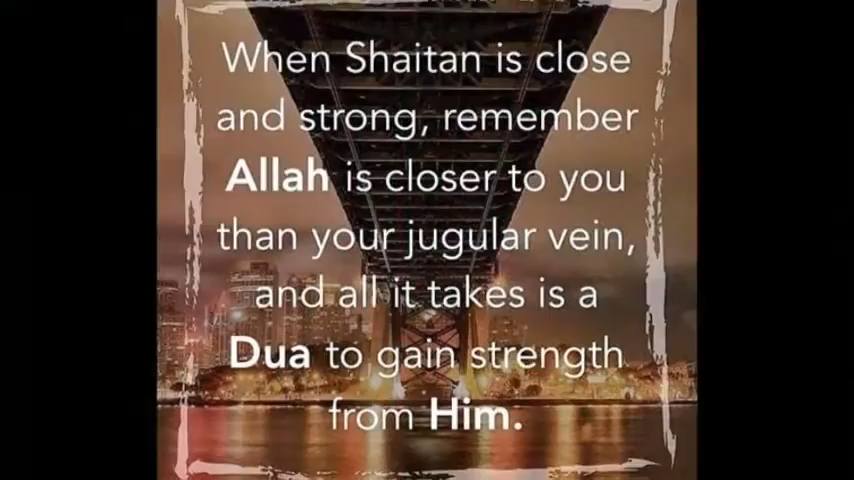 When Shaitan is close
and strong, remember
Allah is closer to you
than your jugular vein,
and all it takes is a
Dua to gain strength
from Him.